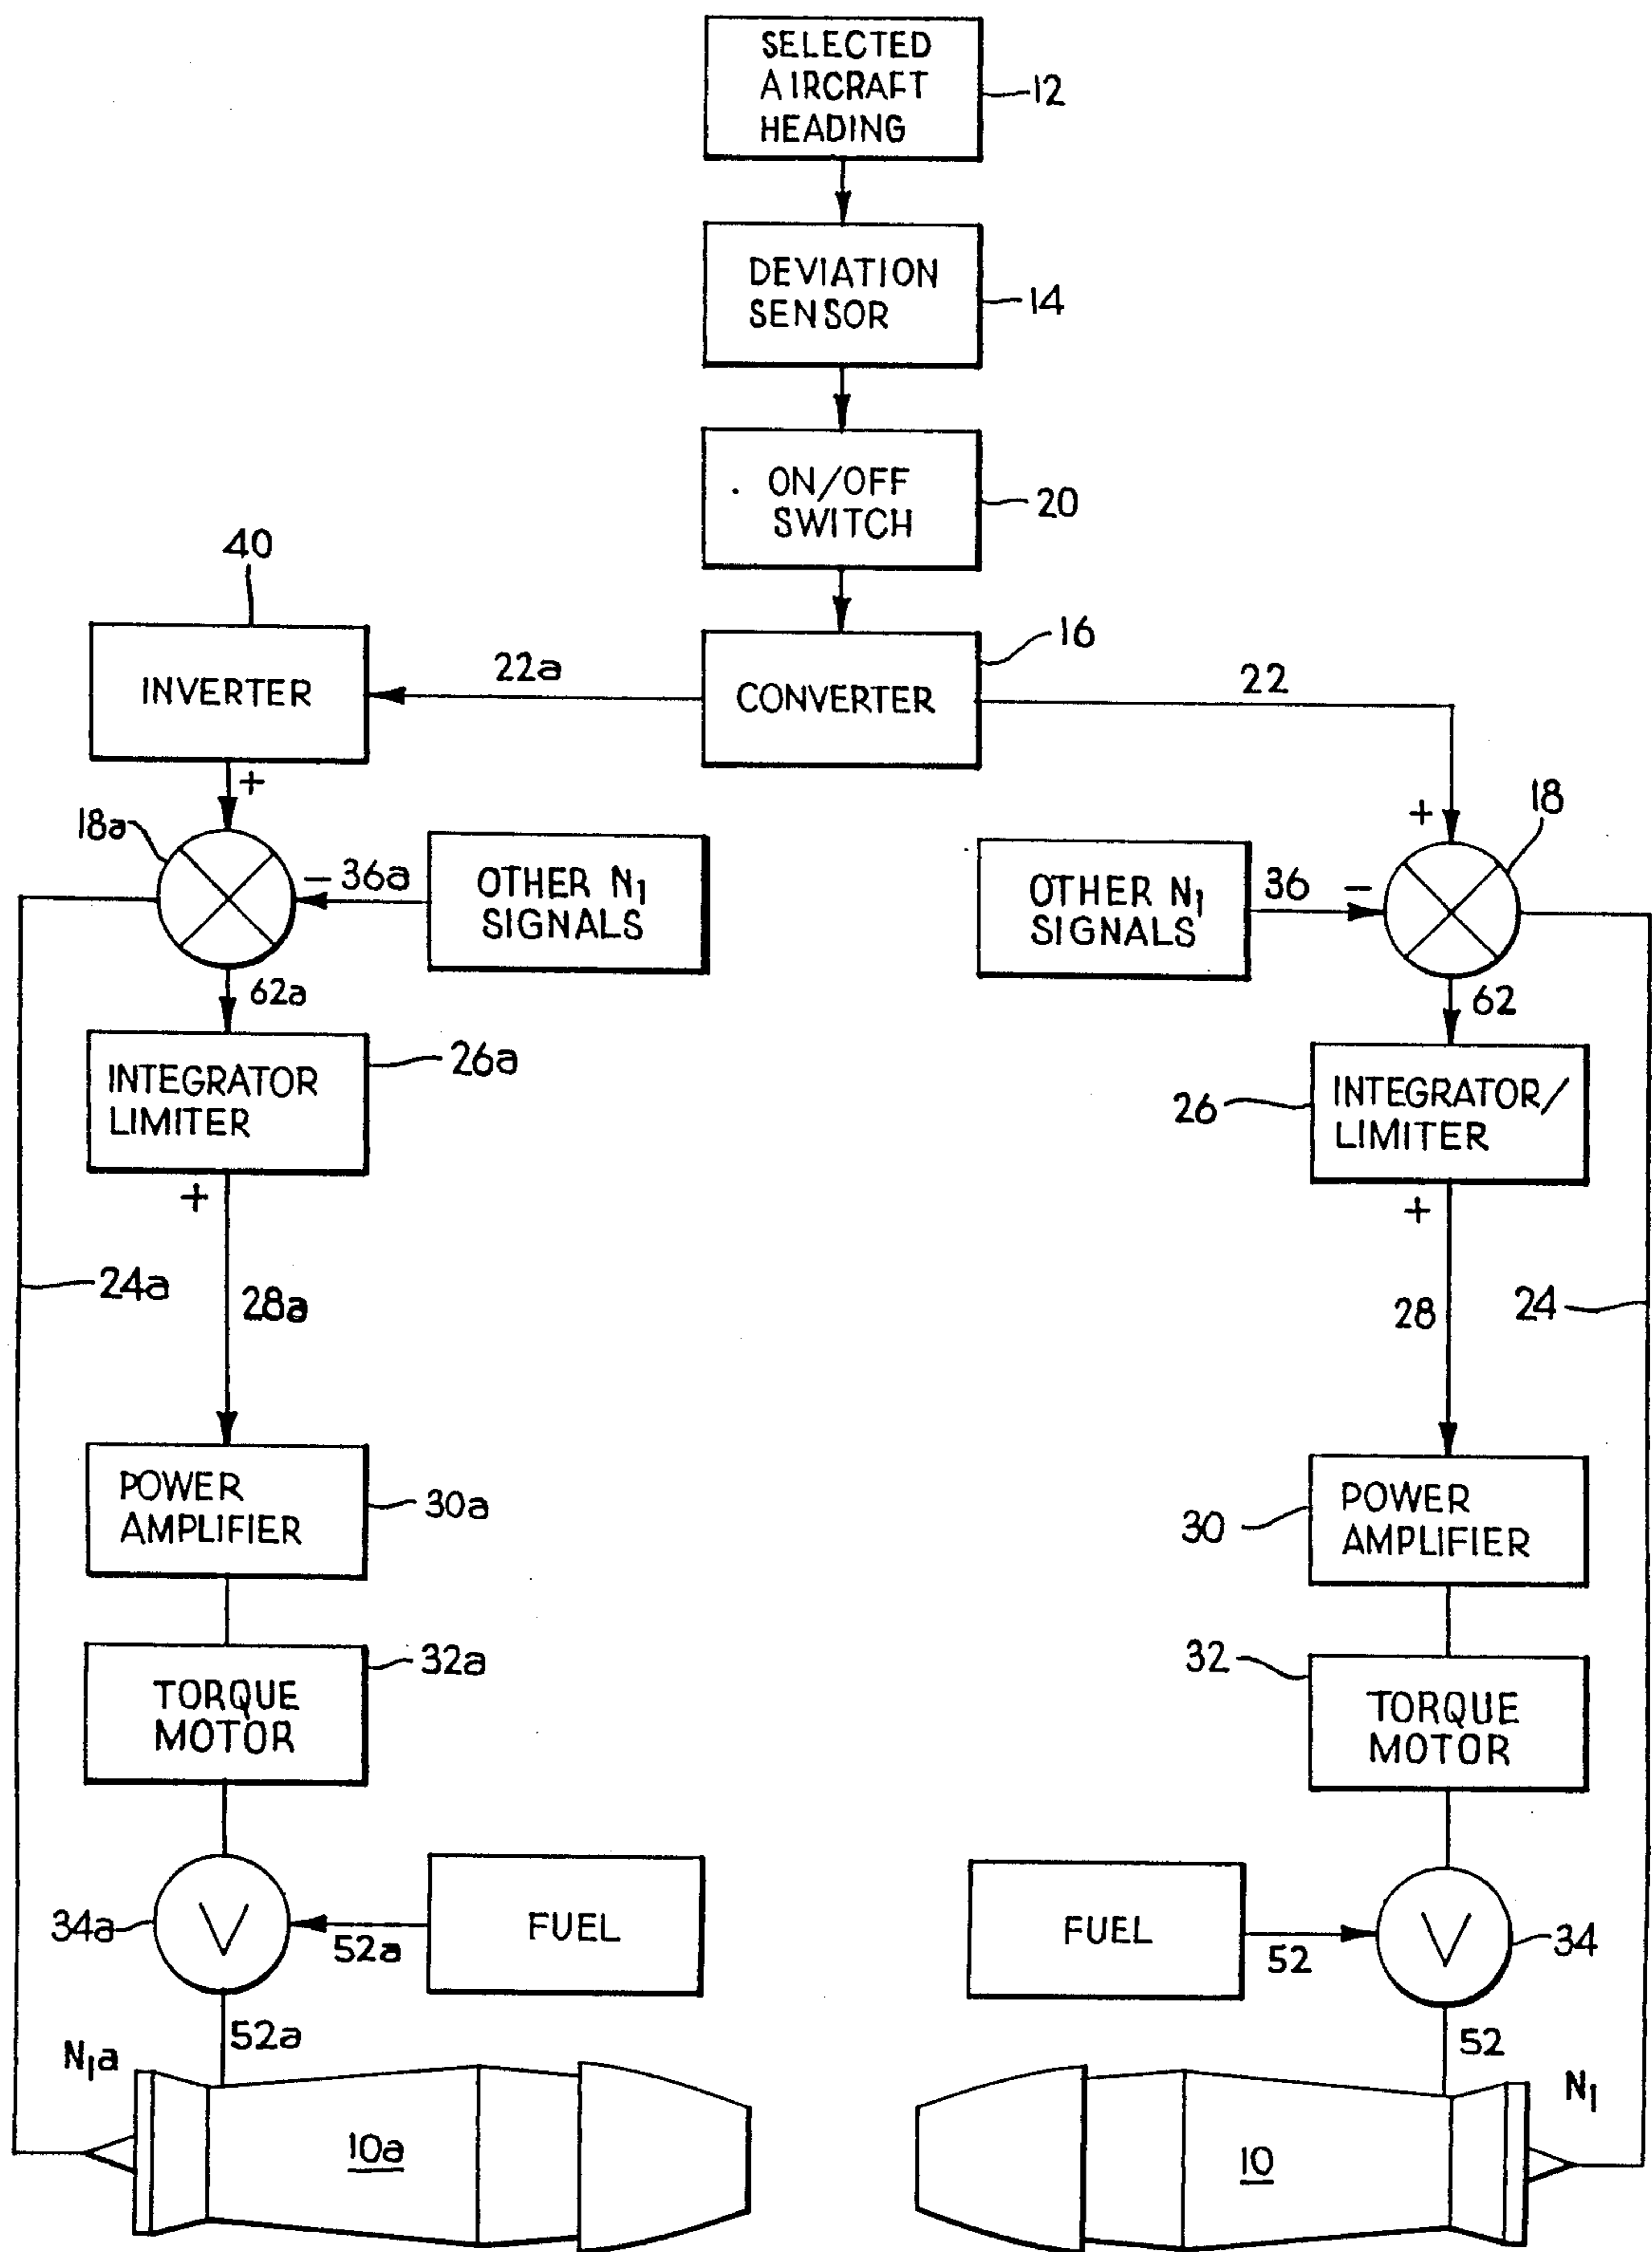 SELECTED
AIRCRAFT
HEADING
12
DEVIATION
SENSOR
14
ON/OFF
SWITCH
20
40
16
INVERTER
22a
CONVERTER
22
+
+
18a
18
OTHER N1
SIGNALS
36a
−
OTHER N1
SIGNALS
36
−
62a
62
INTEGRATOR
LIMITER
26a
26
INTEGRATOR/
LIMITER
+
+
24a
28a
28
24
POWER
AMPLIFIER
30a
30
POWER
AMPLIFIER
32a
32
TORQUE
MOTOR
TORQUE
MOTOR
34a
V
52a
FUEL
FUEL
52
V
34
52a
52
N1a
N1
10a
10